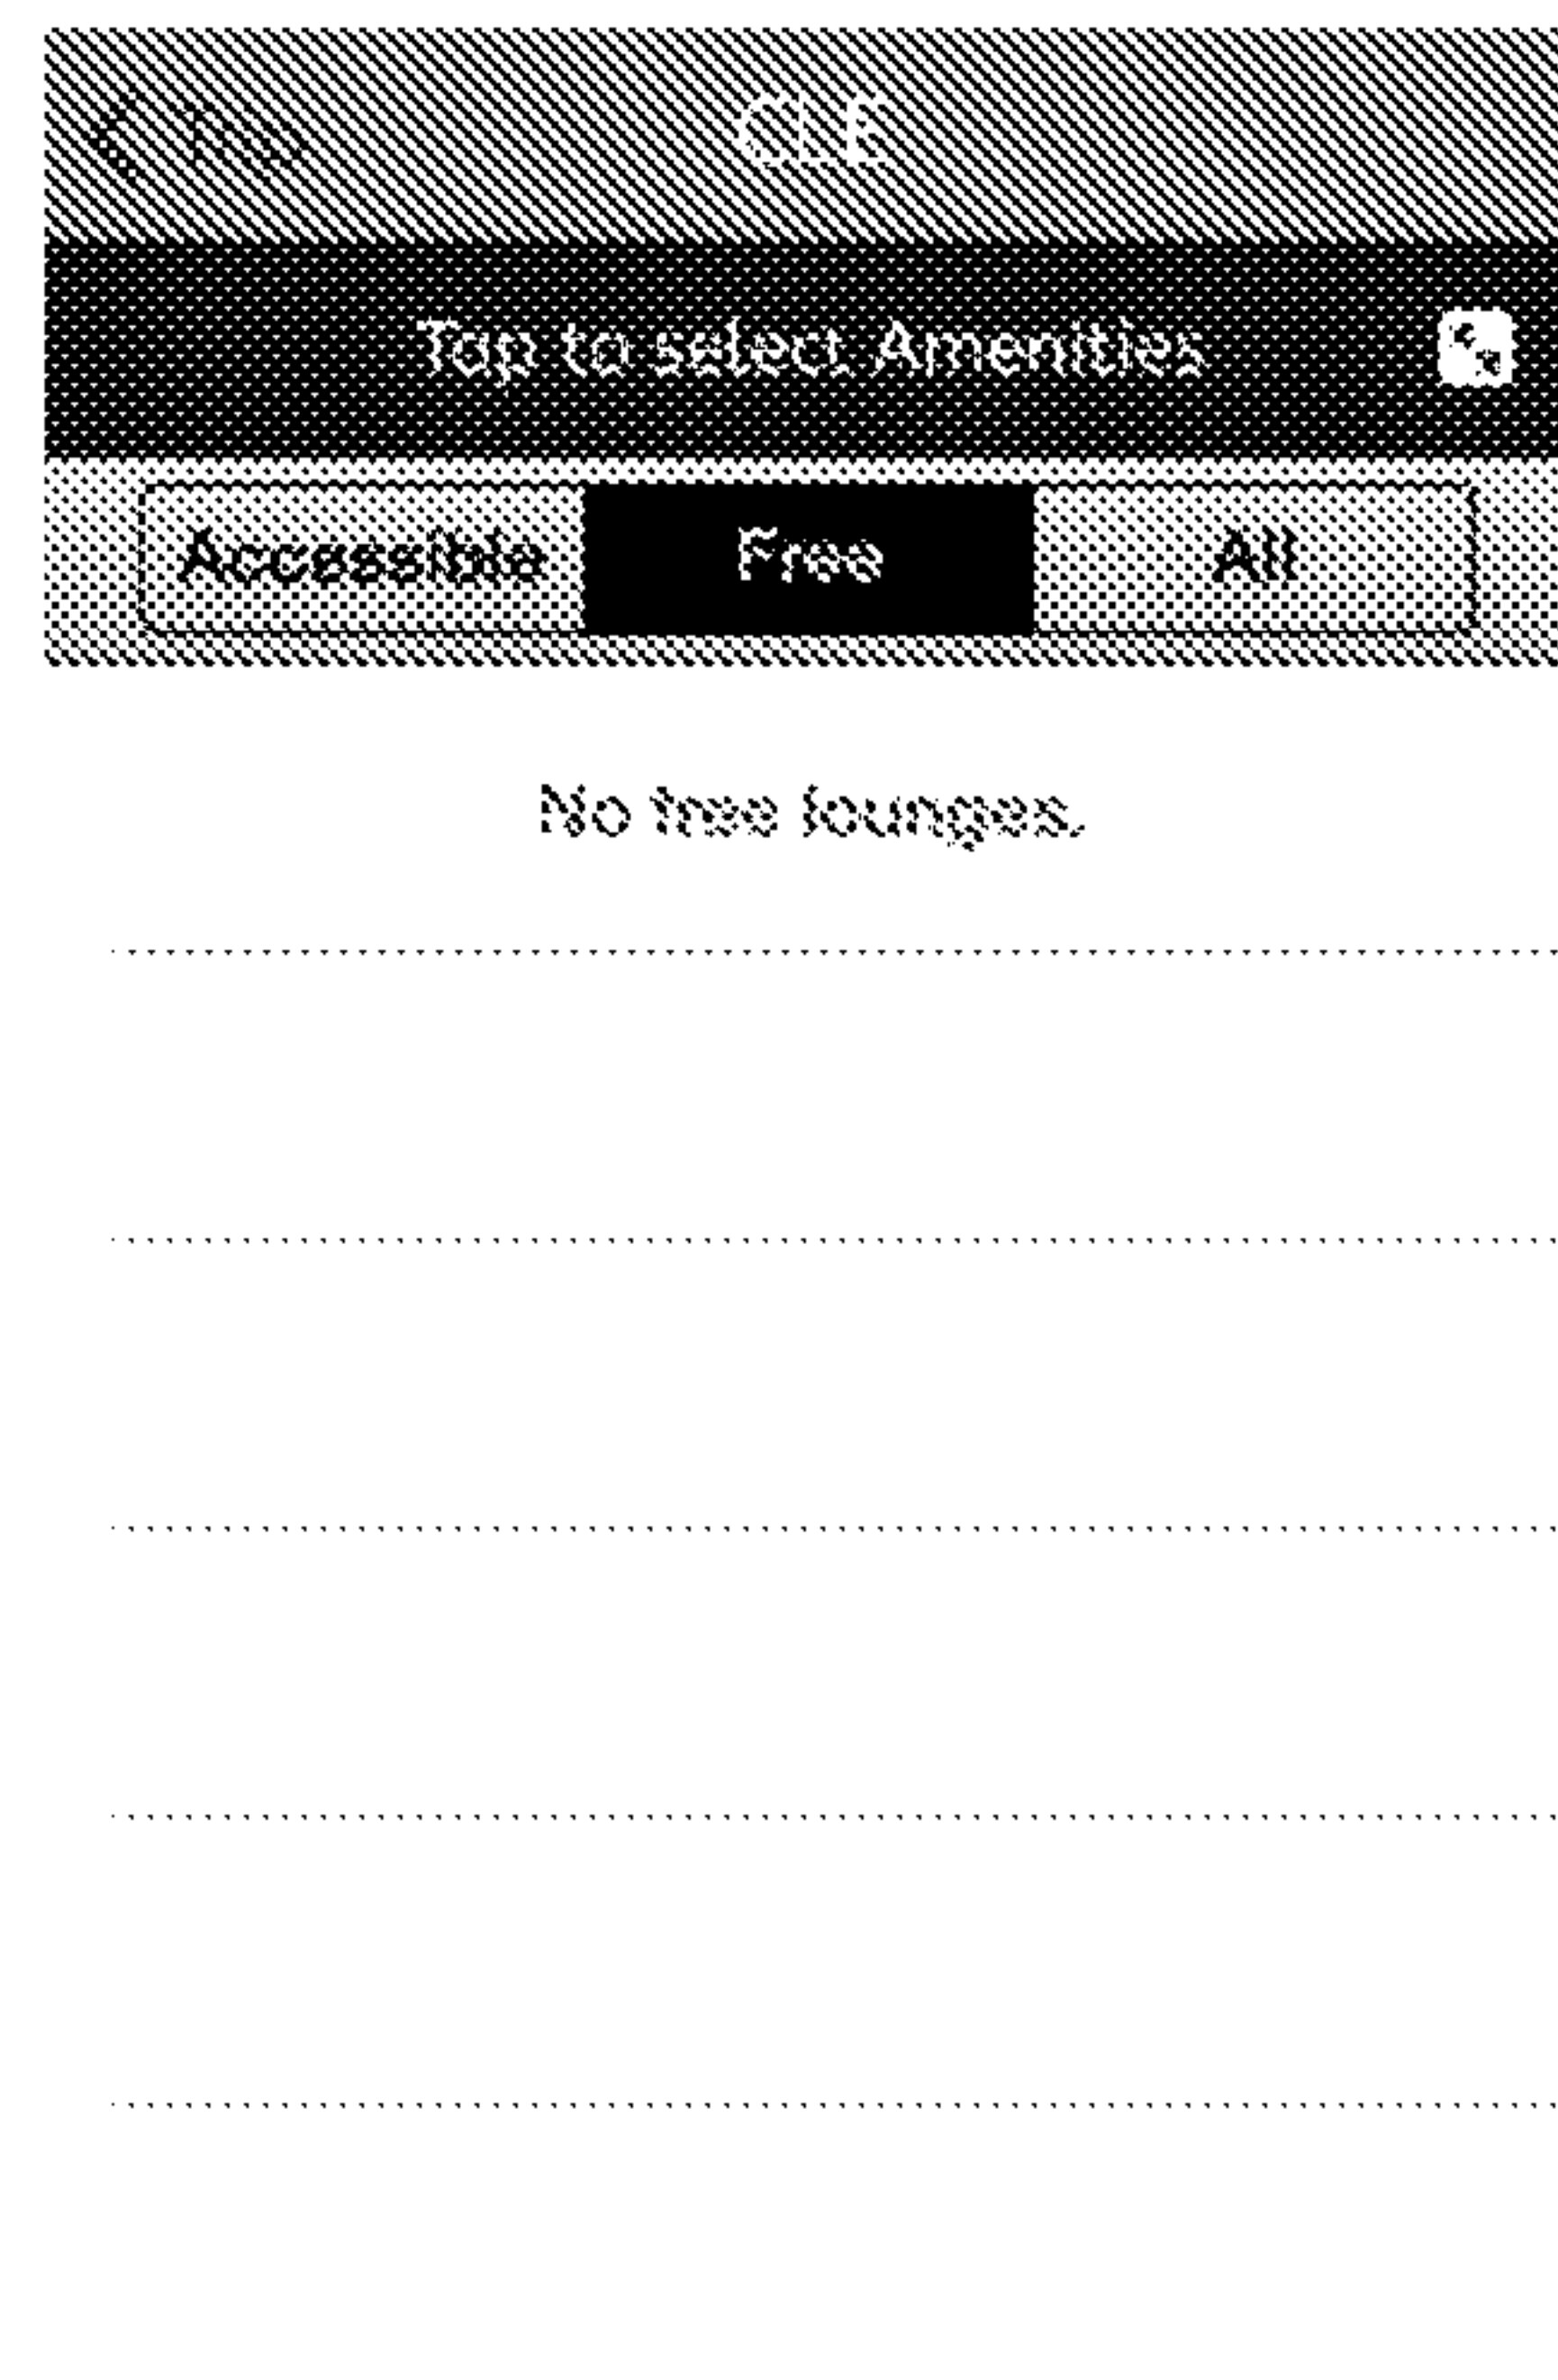 CLE
Tap to select Amenities
Accessible
Free
All
No free lounges.